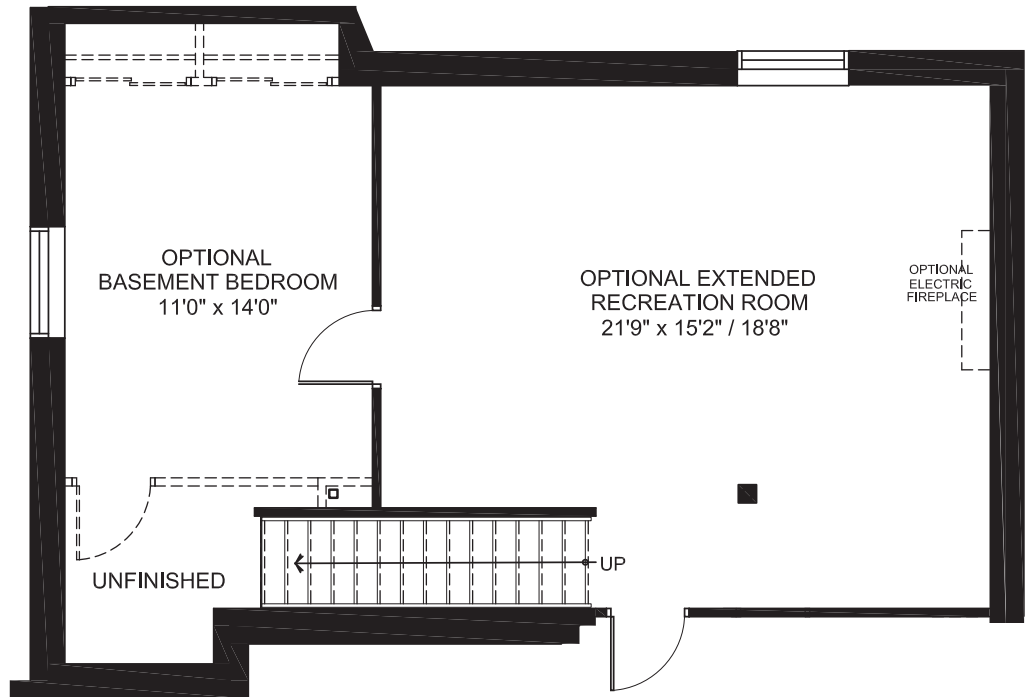 OPTIONAL
BASEMENT BEDROOM
11'0" x 14'0"
OPTIONAL EXTENDED
RECREATION ROOM
21'9" x 15'2" / 18'8"
OPTIONAL
ELECTRIC
FIREPLACE
UP
UNFINISHED